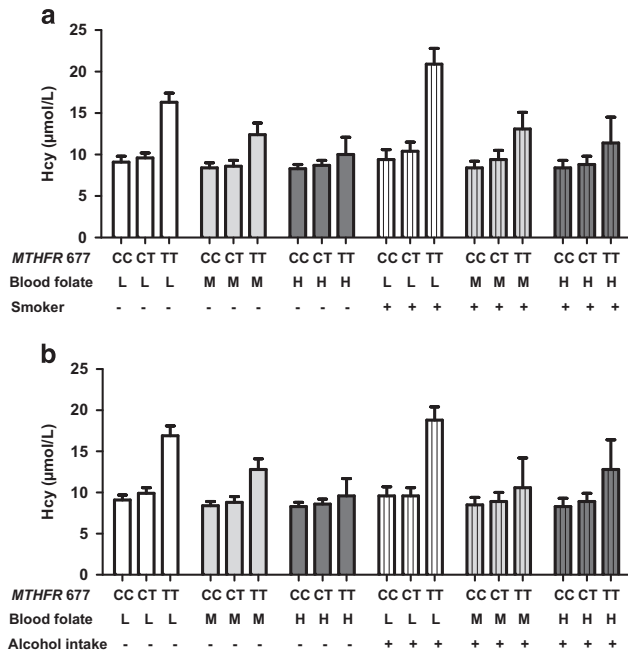 a
25
20
15
10
5
0
Hcy (µmol/L)
MTHFR 677 CC CT TT CC CT TT CC CT TT CC CT TT CC CT TT CC CT TT
Blood folate L L L M M M H H H L L L M M M H H H
Smoker - - - - - - - - - + + + + + + + + +
b
25
20
15
10
5
0
Hcy (µmol/L)
MTHFR 677 CC CT TT CC CT TT CC CT TT CC CT TT CC CT TT CC CT TT
Blood folate L L L M M M H H H L L L M M M H H H
Alcohol intake - - - - - - - - - + + + + + + + + +